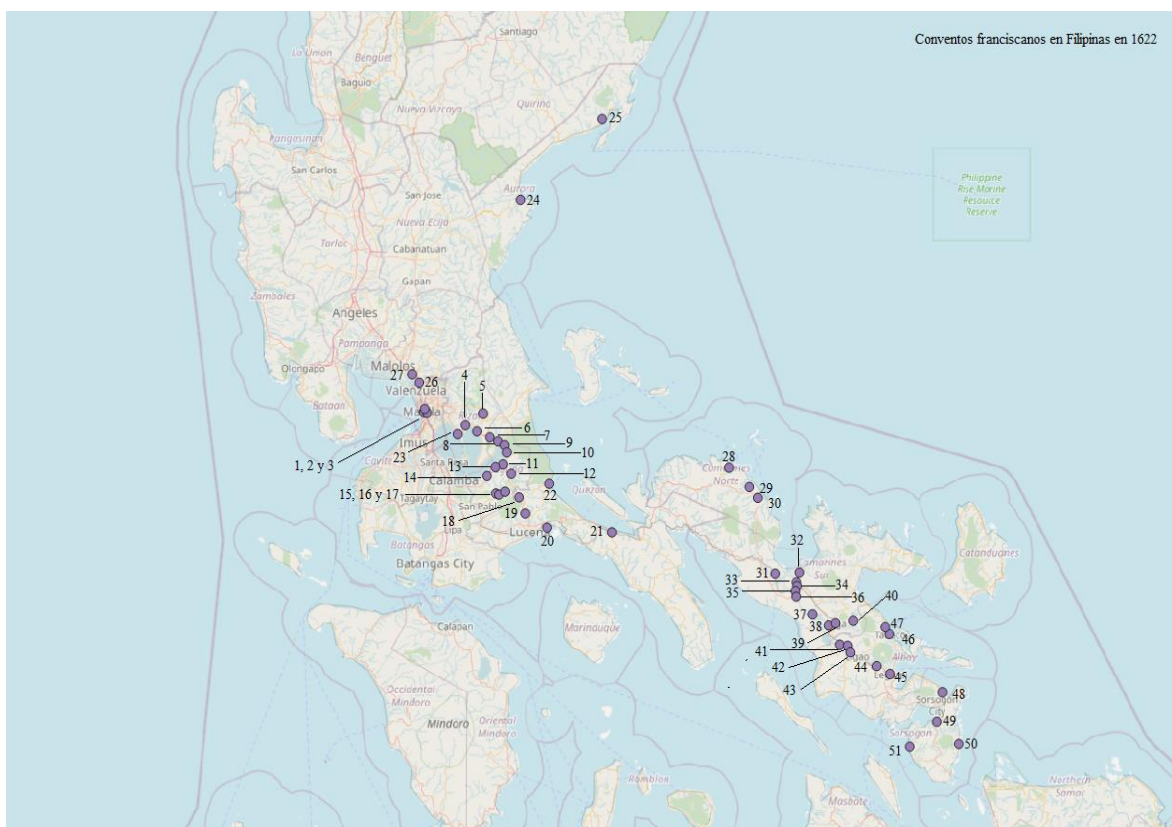 Conventos franciscanos en Filipinas en 1622
Santiago
La Union
Benguet
Baguio
Nueva Vizcaya
Quirino
25
Pangasinan
San Carlos
San Jose
Aurora
24
Philippine
Rise Marine
Resource
Reserve
Nueva Ecija
Tarlac
Cabanatuan
Gapan
Zambales
Angeles
Pampanga
Olongapo
Malolos
27
26
Valenzuela
4
5
Bataan
Manila
6
7
Imus
23
8
9
10
1, 2 y 3
Cavite
Santa Rosa
13
11
12
14
Calamba
28
Camarines
Norte
29
30
15, 16 y 17
Tagaytay
San Pablo
22
Quezon
18
19
Lucena
20
21
Lipa
Batangas
Batangas City
32
31
33
34
35
36
Camarines
Sur
Catanduanes
40
37
38
39
47
46
Calapan
Marinduque
41
42
43
Ligao
44
45
Albay
Occidental
Mindoro
Mindoro
Oriental
Mindoro
48
Sorsogon
City
49
Sorsogon
50
51
Romblon
Masbate
Northern
Samar